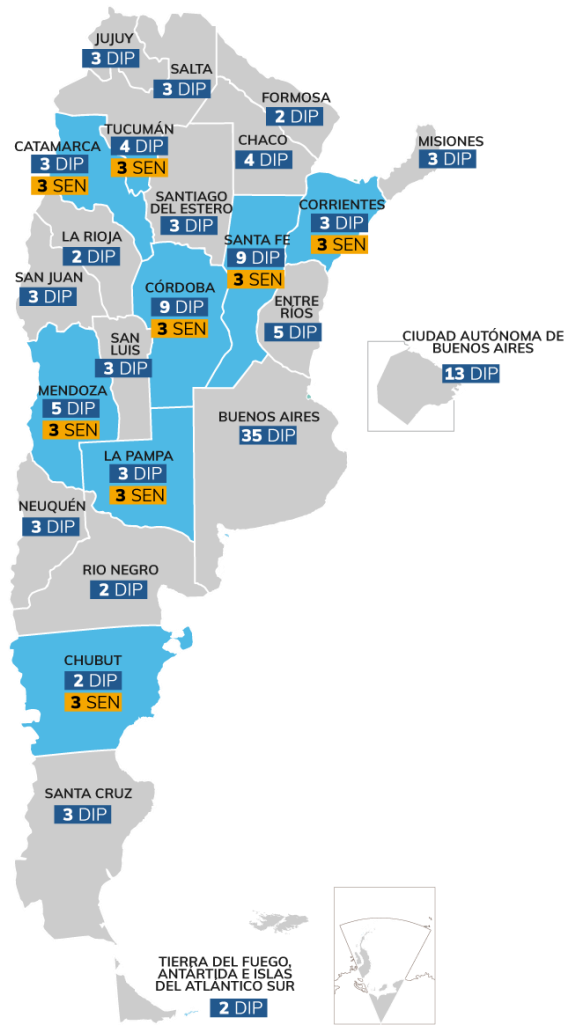 JUJUY
3 DIP
SALTA
3 DIP
FORMOSA
2 DIP
TUCUMÁN
4 DIP
3 SEN
CATAMARCA
3 DIP
3 SEN
CHACO
4 DIP
MISIONES
3 DIP
SANTIAGO
DEL ESTERO
3 DIP
CORRIENTES
3 DIP
3 SEN
LA RIOJA
2 DIP
SANTA FE
9 DIP
3 SEN
SAN JUAN
3 DIP
CÓRDOBA
9 DIP
3 SEN
ENTRE
RÍOS
5 DIP
SAN
LUIS
3 DIP
CIUDAD AUTÓNOMA DE
BUENOS AIRES
13 DIP
MENDOZA
5 DIP
3 SEN
BUENOS AIRES
35 DIP
LA PAMPA
3 DIP
3 SEN
NEUQUÉN
3 DIP
RIO NEGRO
2 DIP
CHUBUT
2 DIP
3 SEN
SANTA CRUZ
3 DIP
TIERRA DEL FUEGO,
ANTÁRTIDA E ISLAS
DEL ATLÁNTICO SUR
2 DIP